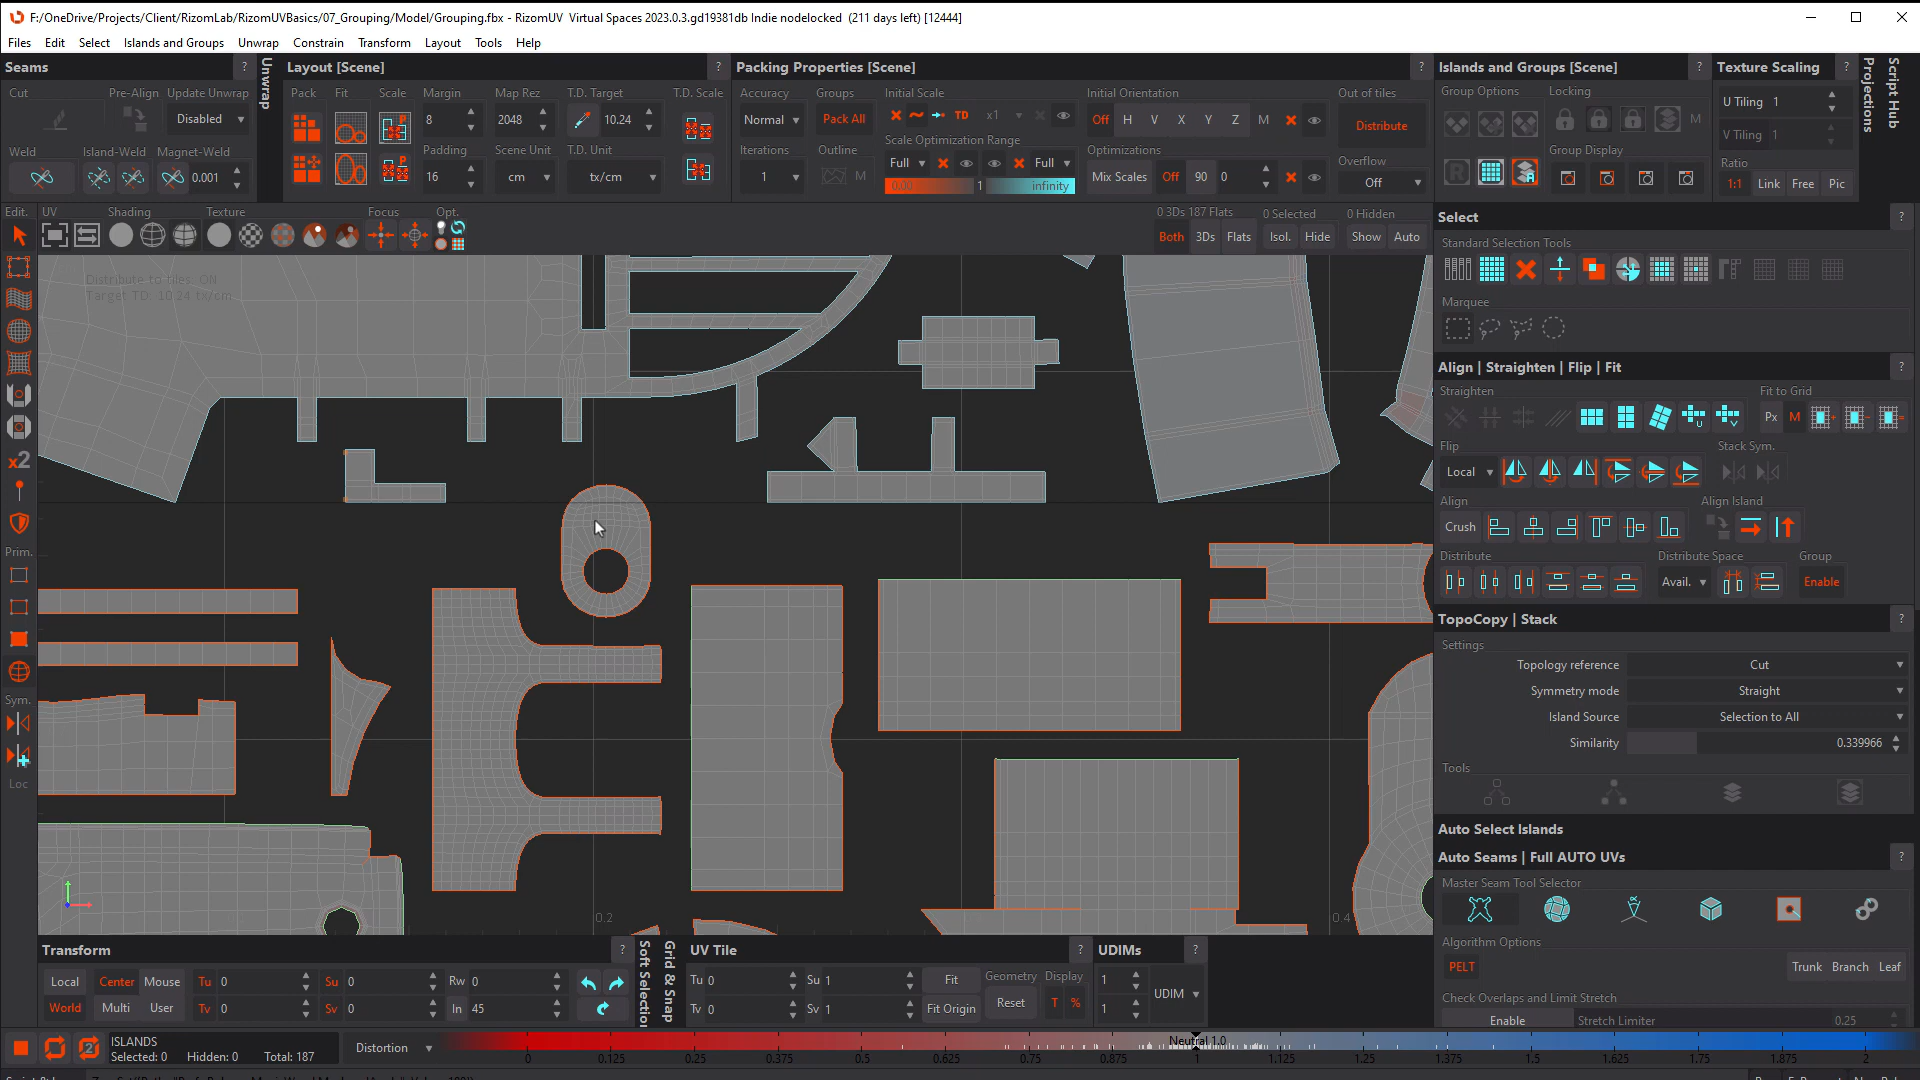 F:/OneDrive/Projects/Client/RizomLab/RizomUVBasics/07_Grouping/Model/Grouping.fbx - RizomUV Virtual Spaces 2023.0.3.gd19381db Indie nodelocked (211 days left) [12444]
Files Edit Select Islands and Groups Unwrap Constrain Transform Layout Tools Help
Seams ? Unwrap Layout [Scene] ? Packing Properties [Scene] ? Islands and Groups [Scene] ? Texture Scaling ? Projections Script Hub
Cut Pre-Align Update Unwrap Pack Fit Scale Margin Map Rez T.D. Target T.D. Scale Accuracy Groups Initial Scale Initial Orientation Out of tiles Group Options Locking
Disabled 8 2048 10.24 Normal Pack All TD x1 Off H V X Y Z M Distribute M U Tiling 1
Weld Island-Weld Magnet-Weld Padding Scene Unit T.D. Unit Iterations Outline Scale Optimization Range Optimizations Overflow Group Display V Tiling 1
0.001 16 cm tx/cm 1 M Full Full Mix Scales Off 90 0 Off R Ratio
0.00 1 infinity 1:1 Link Free Pic
Edit. UV Shading Texture Focus Opt. 0 3Ds 187 Flats 0 Selected 0 Hidden Select ?
Both 3Ds Flats Isol. Hide Show Auto
Standard Selection Tools
Distribute to tiles: ON
Target TD: 10.24 tx/cm
Marquee
Align | Straighten | Flip | Fit ?
Straighten Fit to Grid
Px M
Flip Stack Sym.
x2 Local
Align Align Island
Crush
Prim. Distribute Distribute Space Group
Avail. Enable
TopoCopy | Stack ?
Settings
Topology reference Cut
Symmetry mode Straight
Sym. Island Source Selection to All
Similarity 0.339966
Tools
Loc
Auto Select Islands
Auto Seams | Full AUTO UVs ?
Master Seam Tool Selector
0.2 0.4
Algorithm Options
Transform ? Soft Selection Grid & Snap UV Tile ? UDIMs ?
PELT Trunk Branch Leaf
Local Center Mouse Tu 0 Su 0 Rw 0 Tu 0 Su 1 Fit Geometry Display 1 UDIM
Check Overlaps and Limit Stretch
World Multi User Tv 0 Sv 0 In 45 Tv 0 Sv 1 Fit Origin Reset T % 1
Enable Stretch Limiter 0.25
ISLANDS
Selected: 0 Hidden: 0 Total: 187 Distortion Neutral 1.0
0 0.125 0.25 0.375 0.5 0.625 0.75 0.875 1 1.125 1.25 1.375 1.5 1.625 1.75 1.875 2